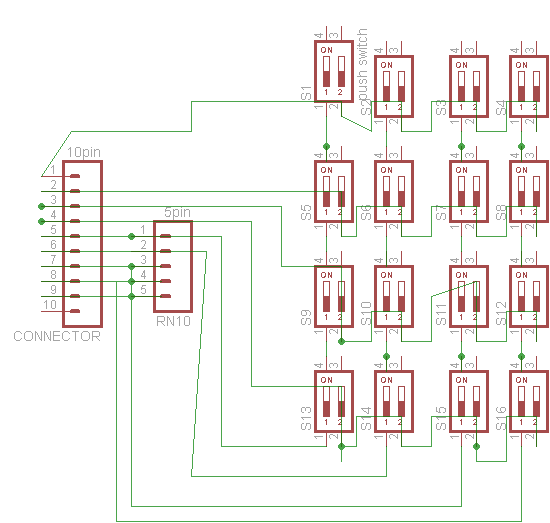 4 3
ON
1 2
1 2
S1
push switch
4 3
ON
1 2
1 2
S2
4 3
ON
1 2
1 2
S3
4 3
ON
1 2
1 2
S4
10pin
1
2
3
4
5
6
7
8
9
10
CONNECTOR
5pin
1
2
3
4
5
RN10
4 3
ON
1 2
1 2
S5
4 3
ON
1 2
1 2
S6
4 3
ON
1 2
1 2
S7
4 3
ON
1 2
1 2
S8
4 3
ON
1 2
1 2
S9
4 3
ON
1 2
1 2
S10
4 3
ON
1 2
1 2
S11
4 3
ON
1 2
1 2
S12
4 3
ON
1 2
1 2
S13
4 3
ON
1 2
1 2
S14
4 3
ON
1 2
1 2
S15
4 3
ON
1 2
1 2
S16